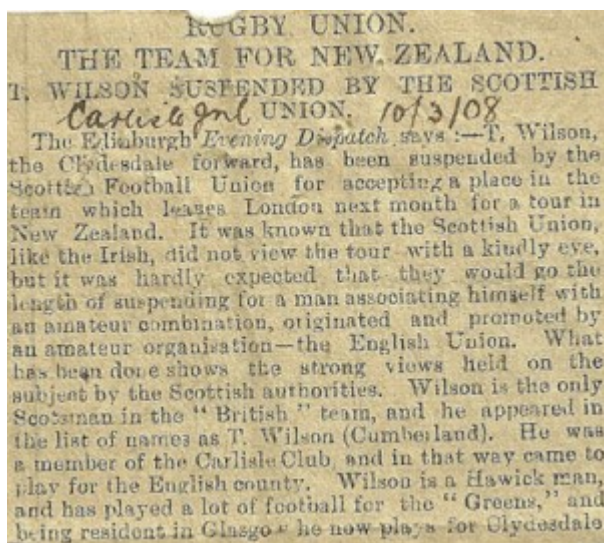 RUGBY UNION.
THE TEAM FOR NEW ZEALAND.
T. WILSON SUSPENDED BY THE SCOTTISH
Carlisle Jnl UNION. 10/3/08
The Edinburgh Evening Dispatch says :—T. Wilson,
the Clydesdale forward, has been suspended by the
Scottish Football Union for accepting a place in the
team which leaves London next month for a tour in
New Zealand. It was known that the Scottish Union,
like the Irish, did not view the tour with a kindly eye,
but it was hardly expected that they would go the
length of suspending for a man associating himself with
an amateur combination, originated and promoted by
an amateur organisation—the English Union. What
has been done shows the strong views held on the
subject by the Scottish authorities. Wilson is the only
Scotsman in the " British " team, and he appeared in
the list of names as T. Wilson (Cumberland). He was
a member of the Carlisle Club, and in that way came to
play for the English county. Wilson is a Hawick man,
and has played a lot of football for the " Greens," and
being resident in Glasgow he now plays for Clydesdale